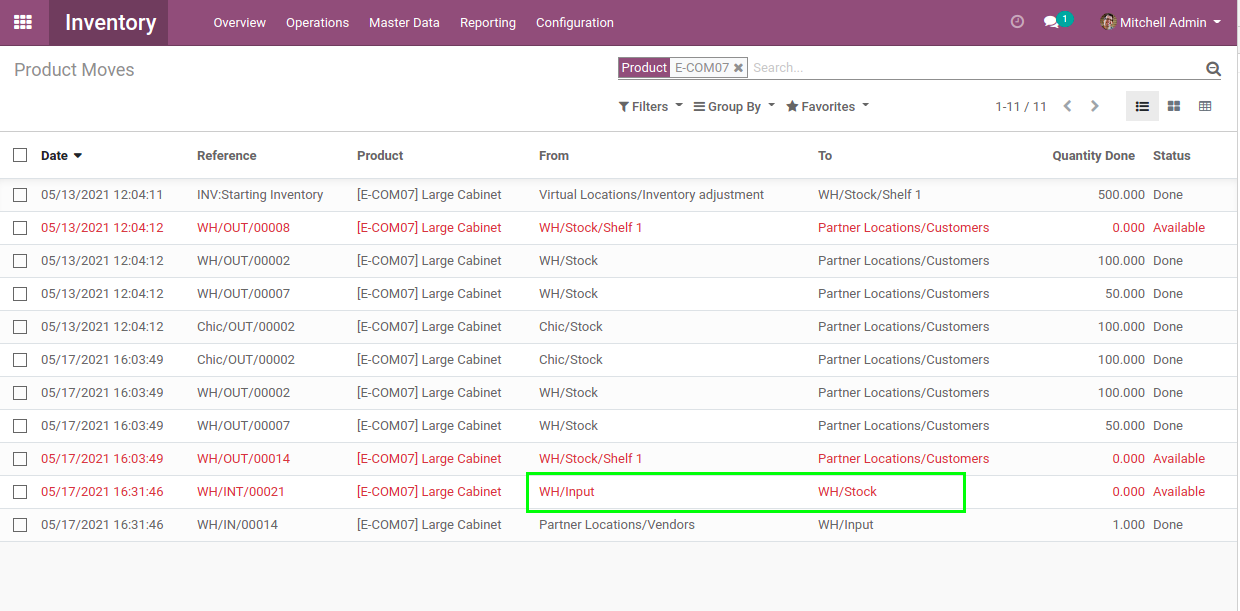 Inventory Overview Operations Master Data Reporting Configuration 1 Mitchell Admin
Product Moves Product E-COM07 Search...
Filters Group By Favorites 1-11 / 11
Date Reference Product From To Quantity Done Status
05/13/2021 12:04:11 INV:Starting Inventory [E-COM07] Large Cabinet Virtual Locations/Inventory adjustment WH/Stock/Shelf 1 500.000 Done
05/13/2021 12:04:12 WH/OUT/00008 [E-COM07] Large Cabinet WH/Stock/Shelf 1 Partner Locations/Customers 0.000 Available
05/13/2021 12:04:12 WH/OUT/00002 [E-COM07] Large Cabinet WH/Stock Partner Locations/Customers 100.000 Done
05/13/2021 12:04:12 WH/OUT/00007 [E-COM07] Large Cabinet WH/Stock Partner Locations/Customers 50.000 Done
05/13/2021 12:04:12 Chic/OUT/00002 [E-COM07] Large Cabinet Chic/Stock Partner Locations/Customers 100.000 Done
05/17/2021 16:03:49 Chic/OUT/00002 [E-COM07] Large Cabinet Chic/Stock Partner Locations/Customers 100.000 Done
05/17/2021 16:03:49 WH/OUT/00002 [E-COM07] Large Cabinet WH/Stock Partner Locations/Customers 100.000 Done
05/17/2021 16:03:49 WH/OUT/00007 [E-COM07] Large Cabinet WH/Stock Partner Locations/Customers 50.000 Done
05/17/2021 16:03:49 WH/OUT/00014 [E-COM07] Large Cabinet WH/Stock/Shelf 1 Partner Locations/Customers 0.000 Available
05/17/2021 16:31:46 WH/INT/00021 [E-COM07] Large Cabinet WH/Input WH/Stock 0.000 Available
05/17/2021 16:31:46 WH/IN/00014 [E-COM07] Large Cabinet Partner Locations/Vendors WH/Input 1.000 Done